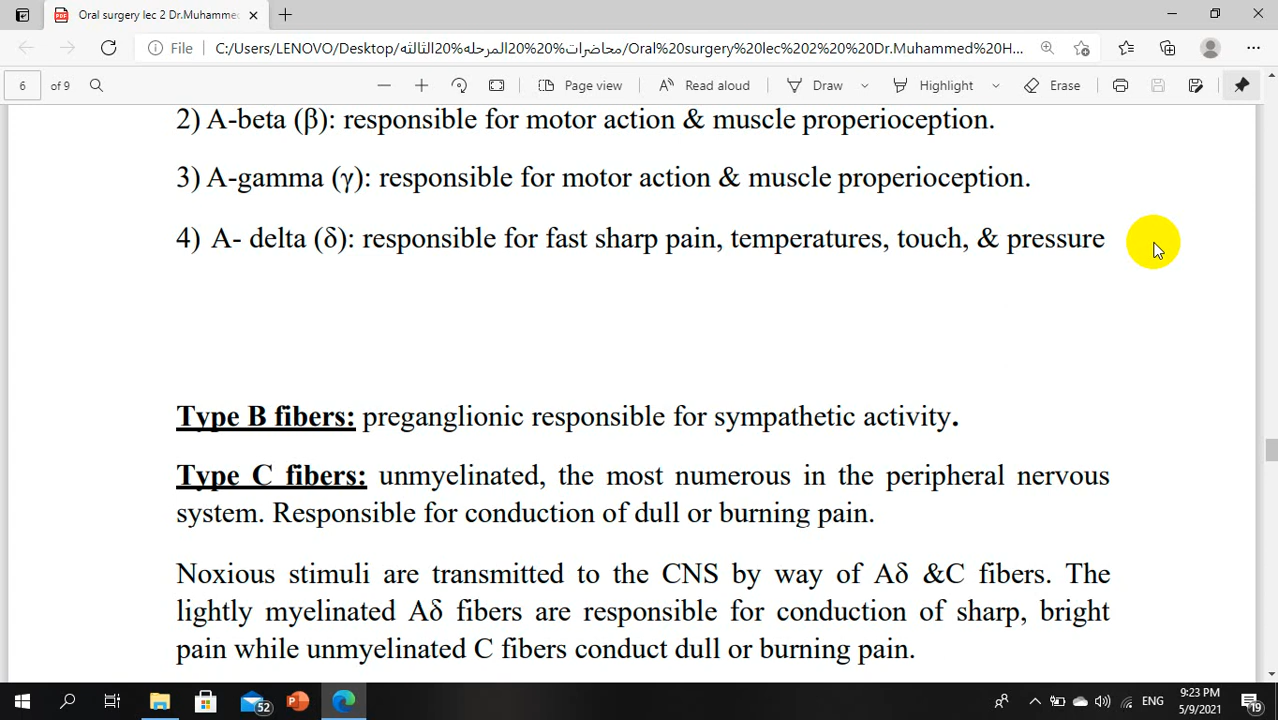 Oral surgery lec 2 Dr.Muhammed
File
C:/Users/LENOVO/Desktop/محاضرات%20%20المرحله%20الثالثه/Oral%20surgery%20lec%202%20%20Dr.Muhammed%20H...
6 of 9
Page view
Read aloud
Draw
Highlight
Erase
2) A-beta (β): responsible for motor action & muscle properioception.
3) A-gamma (γ): responsible for motor action & muscle properioception.
4) A- delta (δ): responsible for fast sharp pain, temperatures, touch, & pressure
Type B fibers: preganglionic responsible for sympathetic activity.
Type C fibers: unmyelinated, the most numerous in the peripheral nervous
system. Responsible for conduction of dull or burning pain.
Noxious stimuli are transmitted to the CNS by way of Aδ &C fibers. The
lightly myelinated Aδ fibers are responsible for conduction of sharp, bright
pain while unmyelinated C fibers conduct dull or burning pain.
52
ENG
9:23 PM
5/9/2021
19